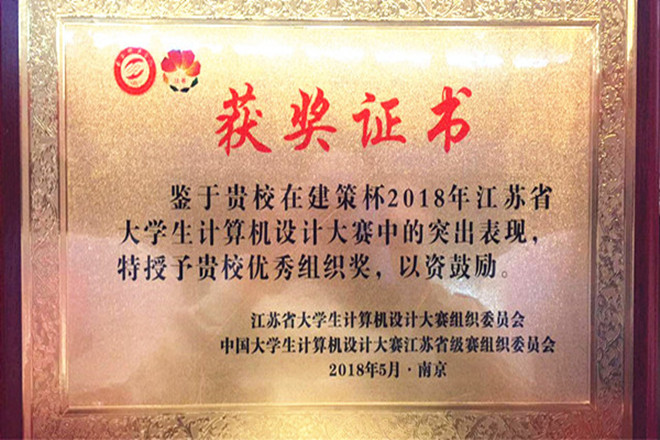 获奖证书
鉴于贵校在建策杯2018年江苏省
大学生计算机设计大赛中的突出表现，
特授予贵校优秀组织奖，以资鼓励。
江苏省大学生计算机设计大赛组织委员会
中国大学生计算机设计大赛江苏省级赛组织委员会
2018年5月·南京